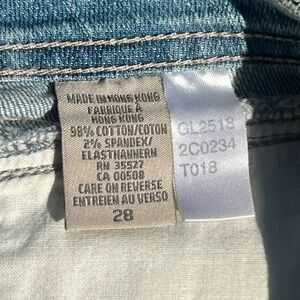 MADE IN HONG KONG
FABRIQUE À
HONG KONG
98% COTTON/COTON
2% SPANDEX/
ELASTHANNERN
RN 35527
CA 00508
CARE ON REVERSE
ENTRETIEN AU VERSO
28
GL2513
2C0234
T018